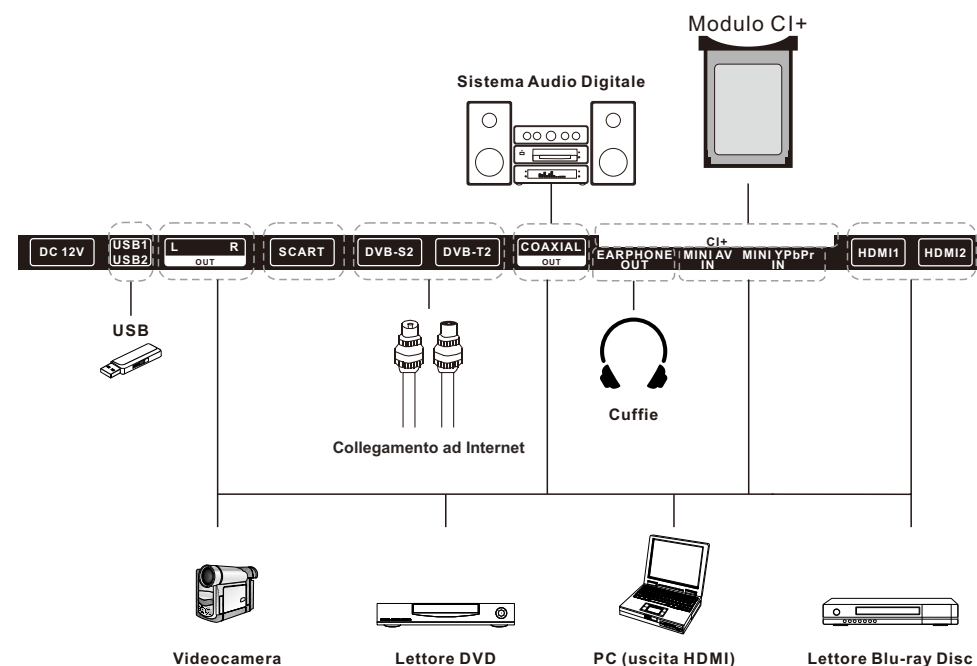 Modulo CI+
Sistema Audio Digitale
DC 12V
USB1
USB2
L R
OUT
SCART
DVB-S2
DVB-T2
COAXIAL
OUT
CI+
EARPHONE
OUT
MINI AV
IN
MINI YPbPr
IN
HDMI1
HDMI2
USB
Collegamento ad Internet
Cuffie
Videocamera
Lettore DVD
PC (uscita HDMI)
Lettore Blu-ray Disc